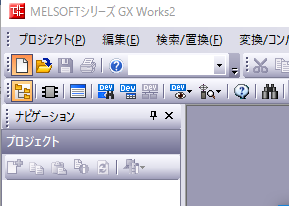 MELSOFTシリーズ GX Works2
プロジェクト(P) 編集(E) 検索/置換(F) 変換/コン
DEV DEV DEV DEV
ナビゲーション
プロジェクト